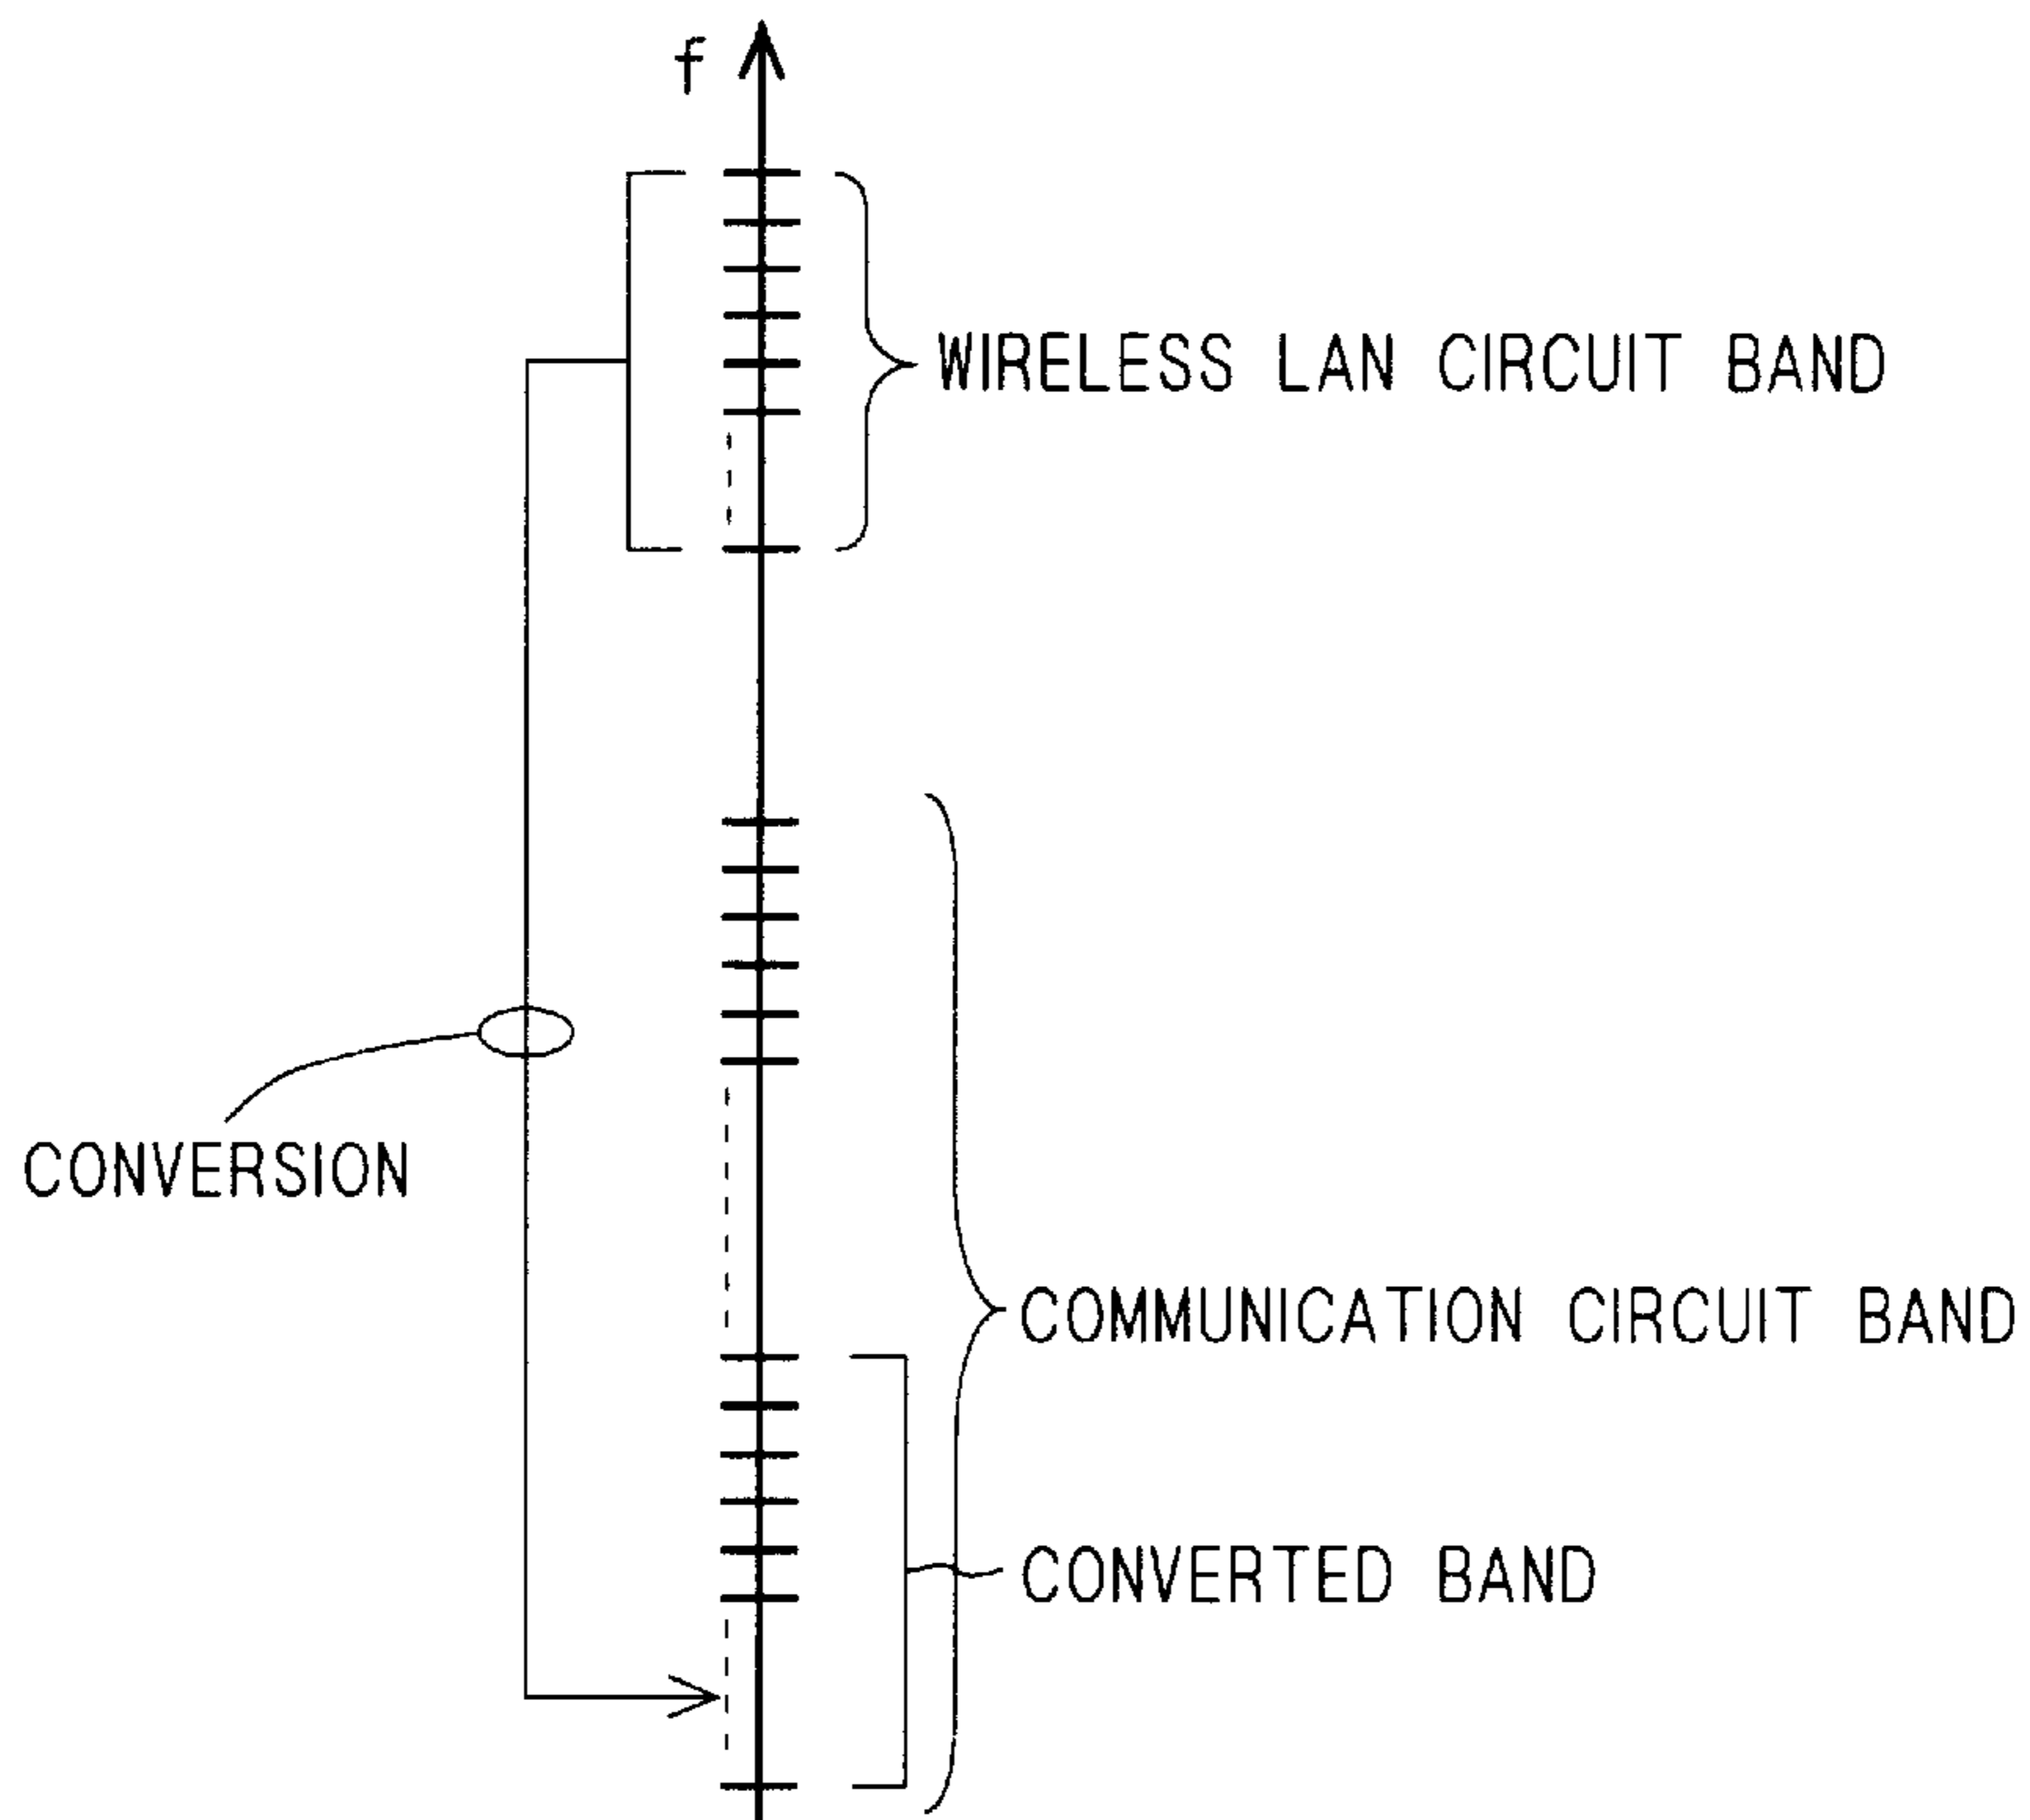 f
WIRELESS LAN CIRCUIT BAND
CONVERSION
COMMUNICATION CIRCUIT BAND
CONVERTED BAND